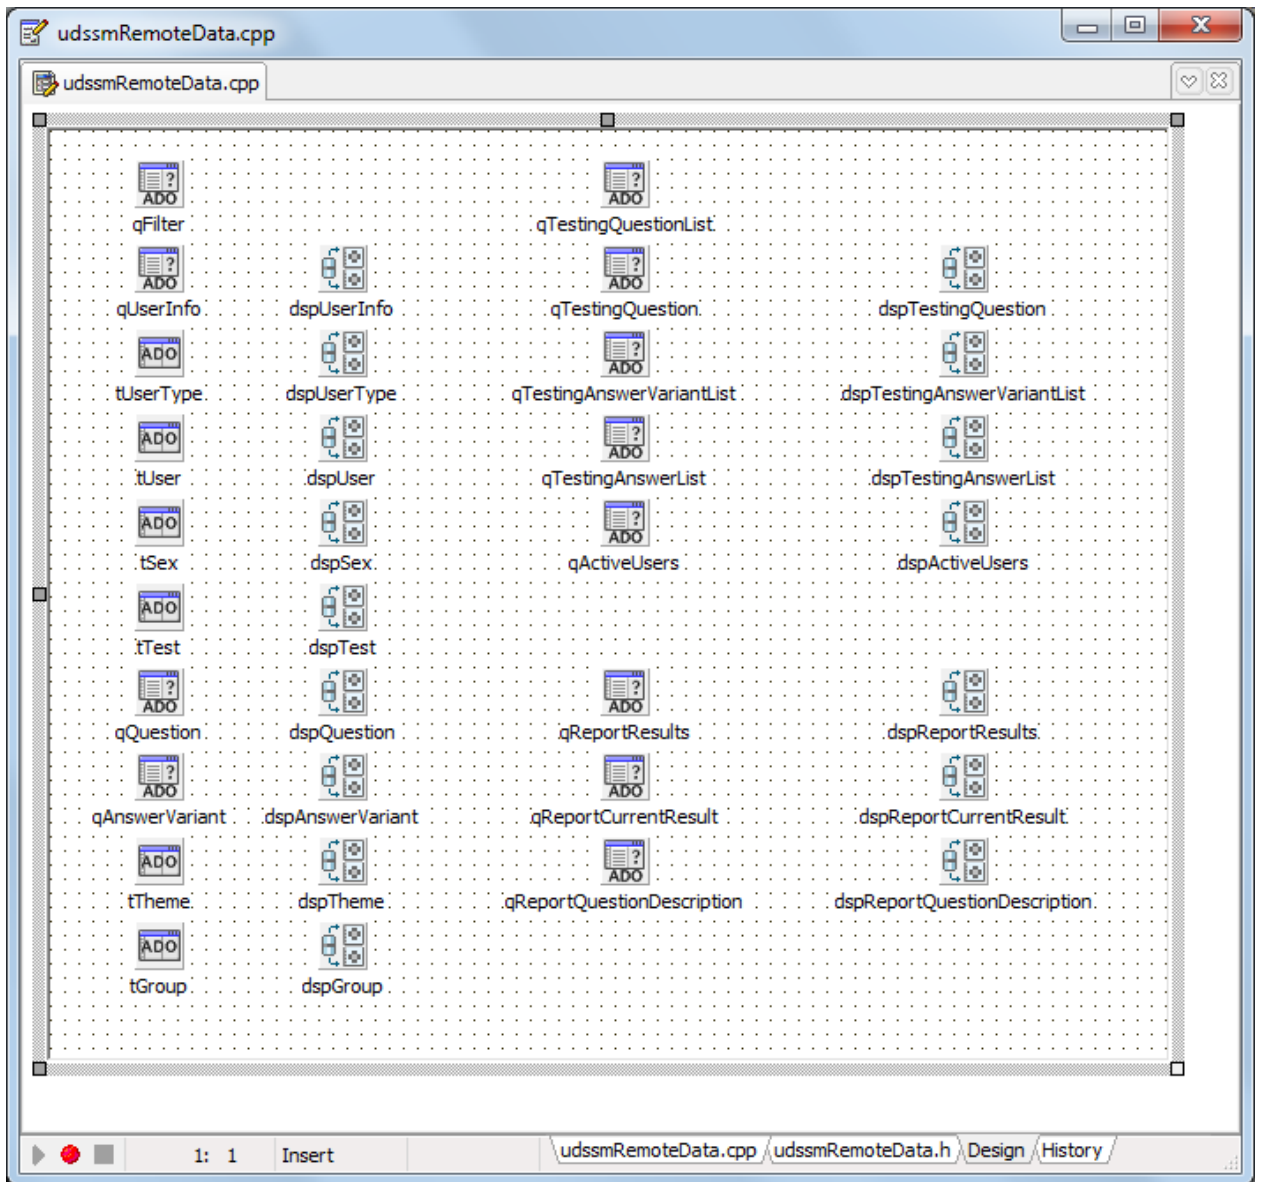 udssmRemoteData.cpp
udssmRemoteData.cpp
? ?
ADO ADO
qFilter qTestingQuestionList
? ?
ADO ADO
qUserInfo dspUserInfo qTestingQuestion dspTestingQuestion
ADO ?
ADO
tUserType dspUserType qTestingAnswerVariantList dspTestingAnswerVariantList
ADO ?
ADO
tUser dspUser qTestingAnswerList dspTestingAnswerList
ADO ?
ADO
tSex dspSex qActiveUsers dspActiveUsers
ADO
tTest dspTest
? ?
ADO ADO
qQuestion dspQuestion qReportResults dspReportResults
? ?
ADO ADO
qAnswerVariant dspAnswerVariant qReportCurrentResult dspReportCurrentResult
ADO ?
ADO
tTheme dspTheme qReportQuestionDescription dspReportQuestionDescription
ADO
tGroup dspGroup
1: 1 Insert udssmRemoteData.cpp udssmRemoteData.h Design History